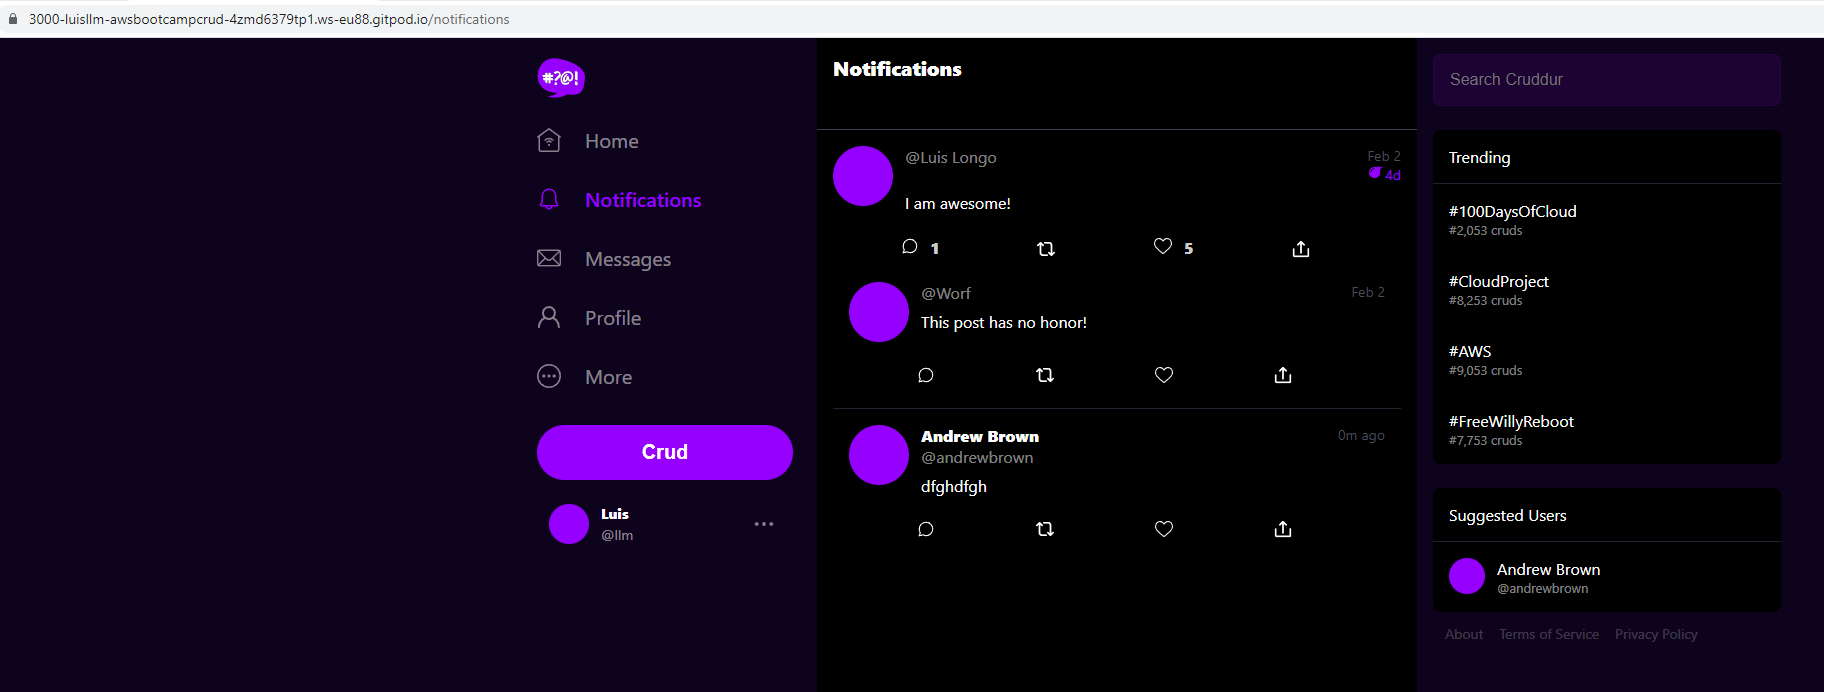 3000-luisllm-awsbootcampcrud-4zmd6379tp1.ws-eu88.gitpod.io/notifications
#?@!
Home
Notifications
Messages
Profile
More
Crud
Luis
@llm
Notifications
@Luis Longo
Feb 2
4d
I am awesome!
1
5
@Worf
Feb 2
This post has no honor!
Andrew Brown
0m ago
@andrewbrown
dfghdfgh
Search Cruddur
Trending
#100DaysOfCloud
#2,053 cruds
#CloudProject
#8,253 cruds
#AWS
#9,053 cruds
#FreeWillyReboot
#7,753 cruds
Suggested Users
Andrew Brown
@andrewbrown
About Terms of Service Privacy Policy